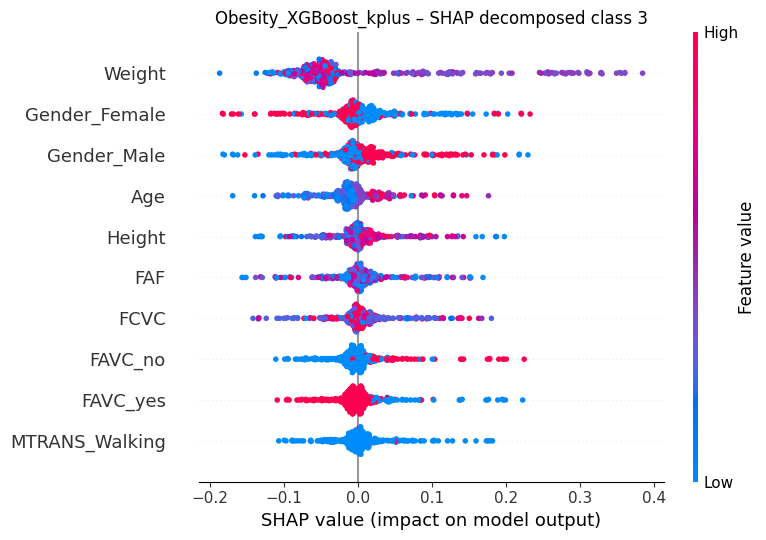 Obesity_XGBoost_kplus – SHAP decomposed class 3
High
Weight
Gender_Female
Gender_Male
Age
Height
FAF
FCVC
FAVC_no
FAVC_yes
MTRANS_Walking
Feature value
Low
−0.2 −0.1 0.0 0.1 0.2 0.3 0.4
SHAP value (impact on model output)